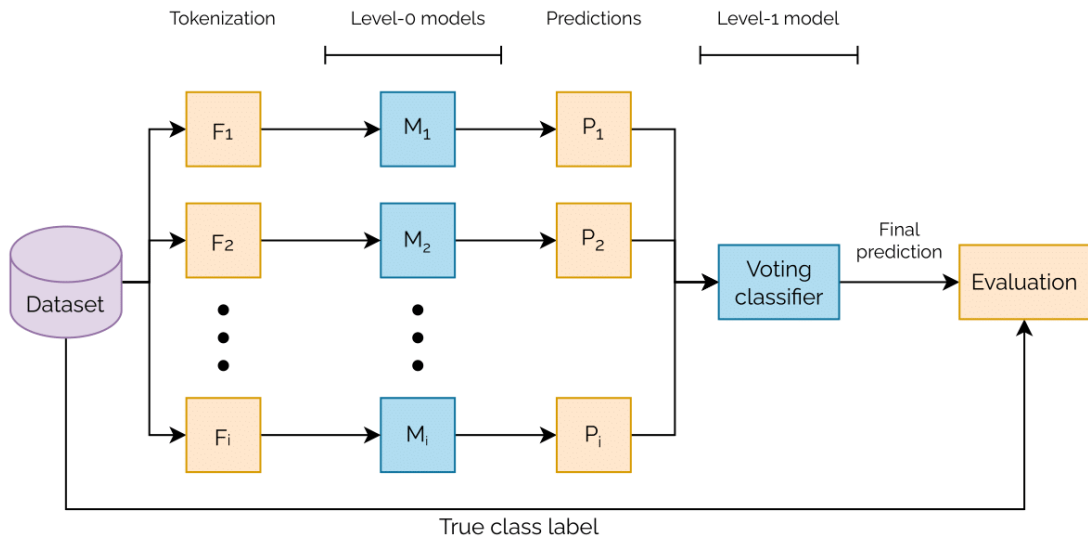 Tokenization
Level-0 models
Predictions
Level-1 model
F1
M1
P1
F2
M2
P2
Dataset
Voting
classifier
Final
prediction
Evaluation
Fi
Mi
Pi
True class label